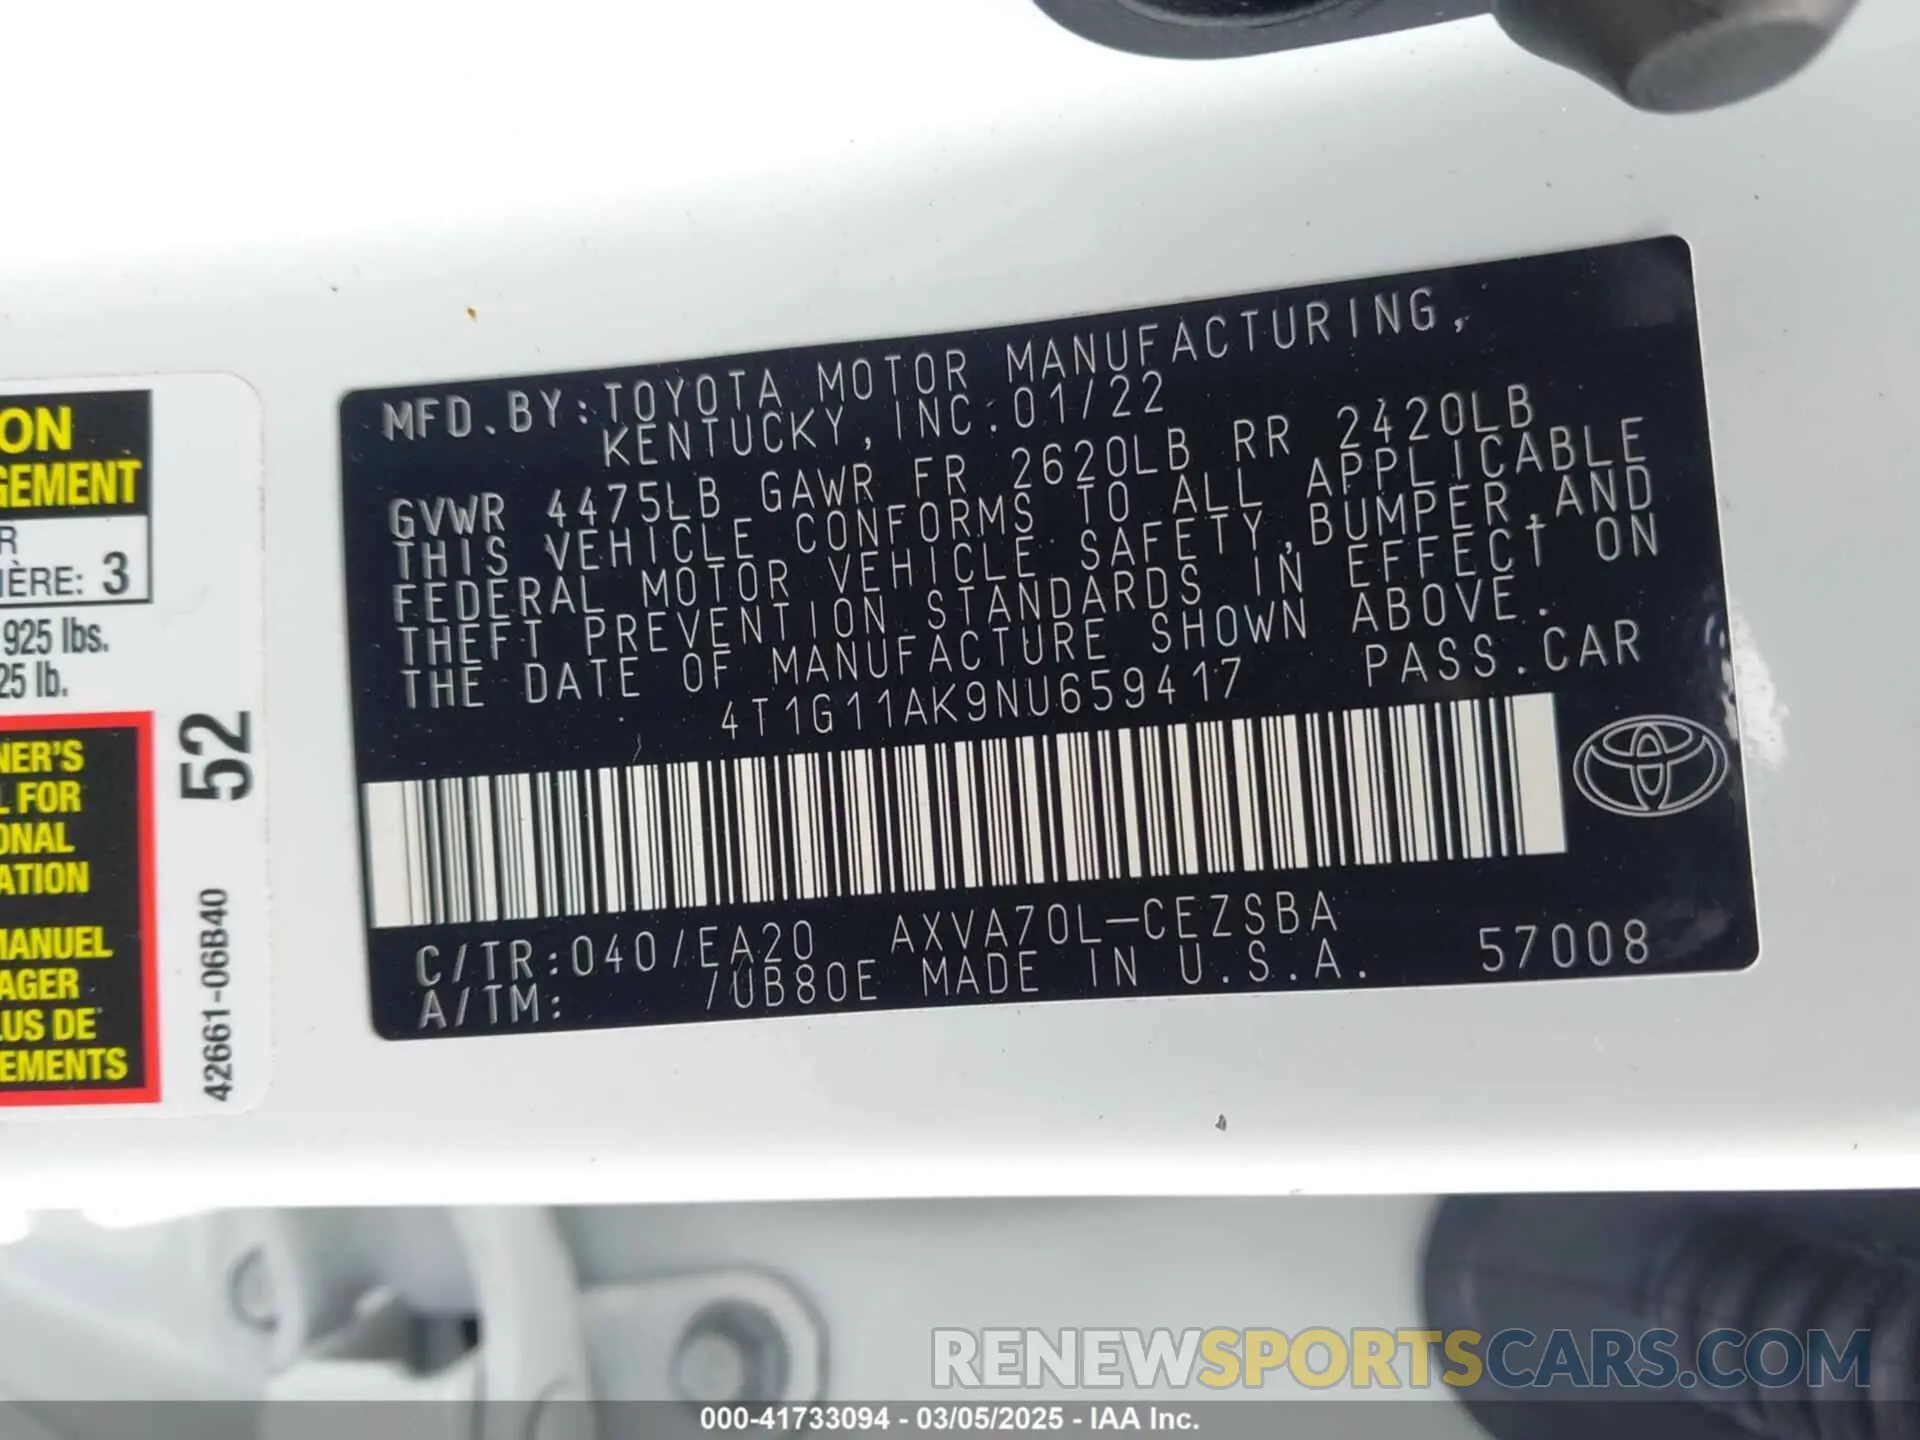 MFD.BY:TOYOTA MOTOR MANUFACTURING,
KENTUCKY, INC. 01/22
GVWR 4475LB GAWR FR 2620LB RR 2420LB
THIS VEHICLE CONFORMS TO ALL APPLICABLE
FEDERAL MOTOR VEHICLE SAFETY,BUMPER,AND
THEFT PREVENTION STANDARDS IN EFFECT ON
THE DATE OF MANUFACTURE SHOWN ABOVE.
4T1G11AK9NU659417 PASS.CAR
C/TR:040/EA20 AXVA70L-CEZSBA
A/TM: /UB80E MADE IN U.S.A. 57008
ON
GEMENT
R
IÈRE: 3
925 lbs.
25 lb.
NER'S
L FOR
ONAL
ATION
MANUEL
AGER
LUS DE
EMENTS
52
42661-06B40
RENEWSPORTSCARS.COM
000-41733094 - 03/05/2025 - IAA Inc.